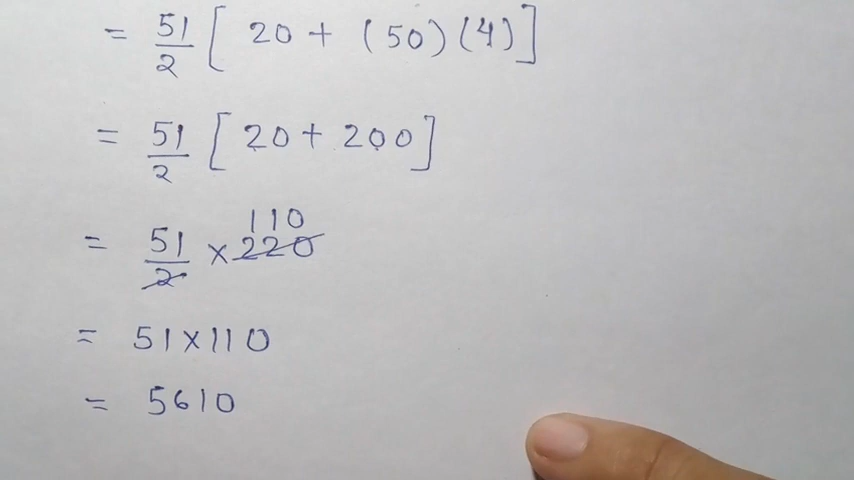 = 51/2 [ 20 + (50)(4) ]
= 51/2 [ 20 + 200 ]
= 51/2 × 220 110
= 51×110
= 5610